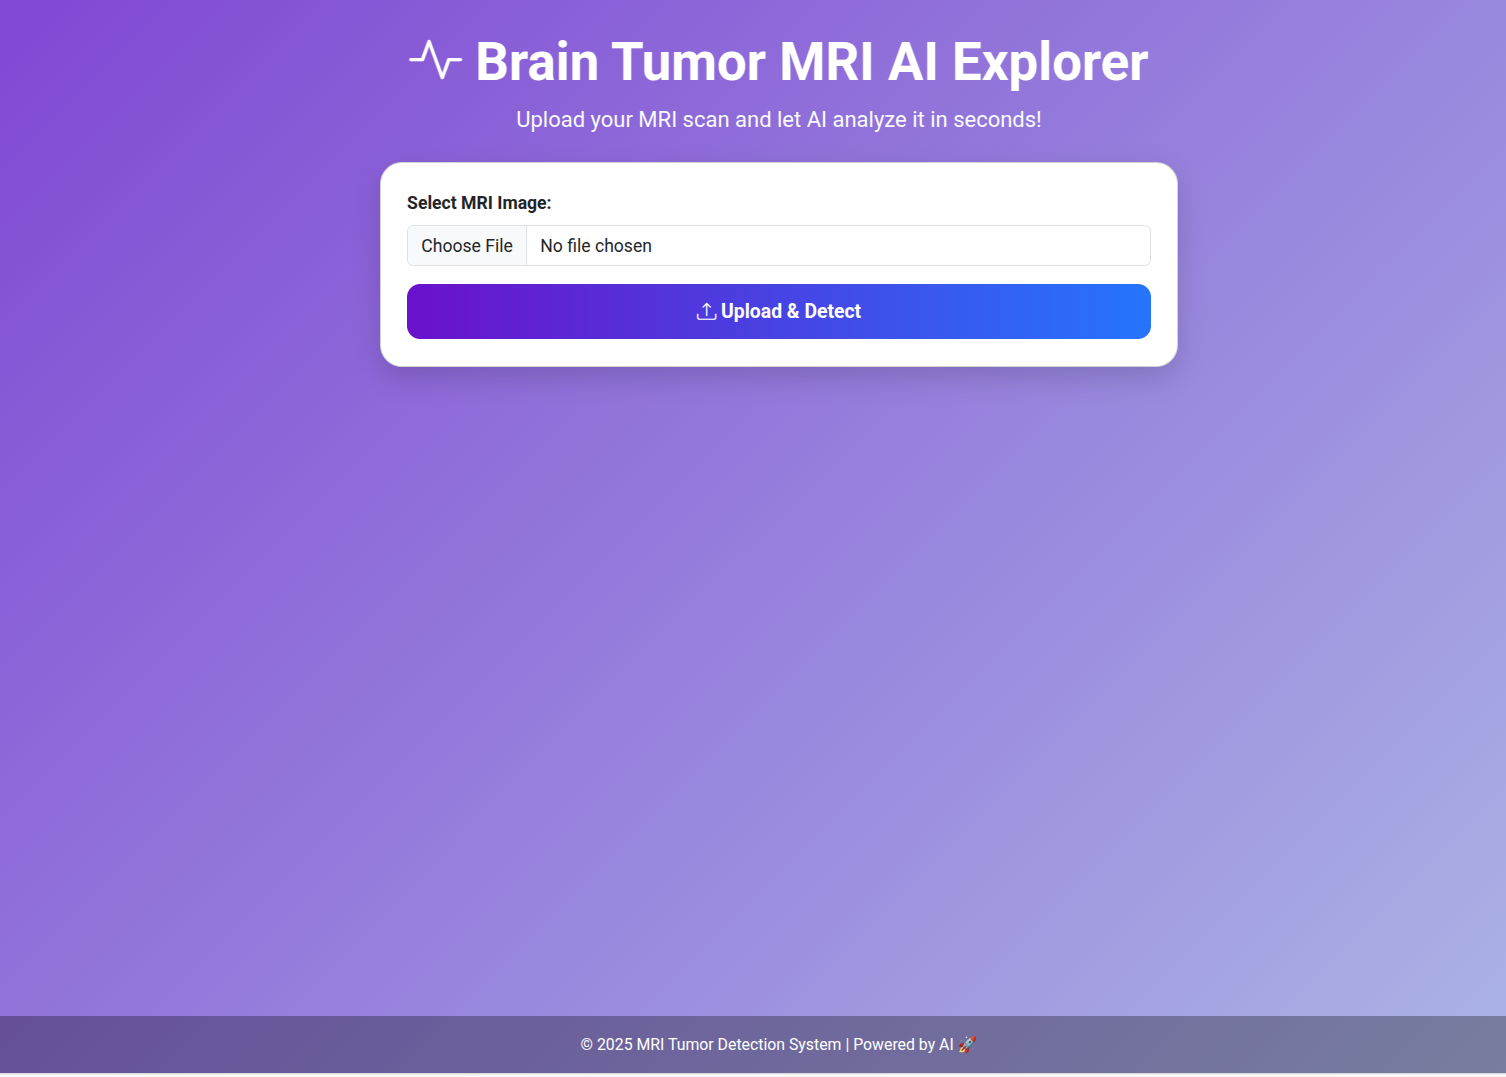 Brain Tumor MRI AI Explorer
Upload your MRI scan and let AI analyze it in seconds!
Select MRI Image:
Choose File No file chosen
Upload & Detect
© 2025 MRI Tumor Detection System | Powered by AI 🚀